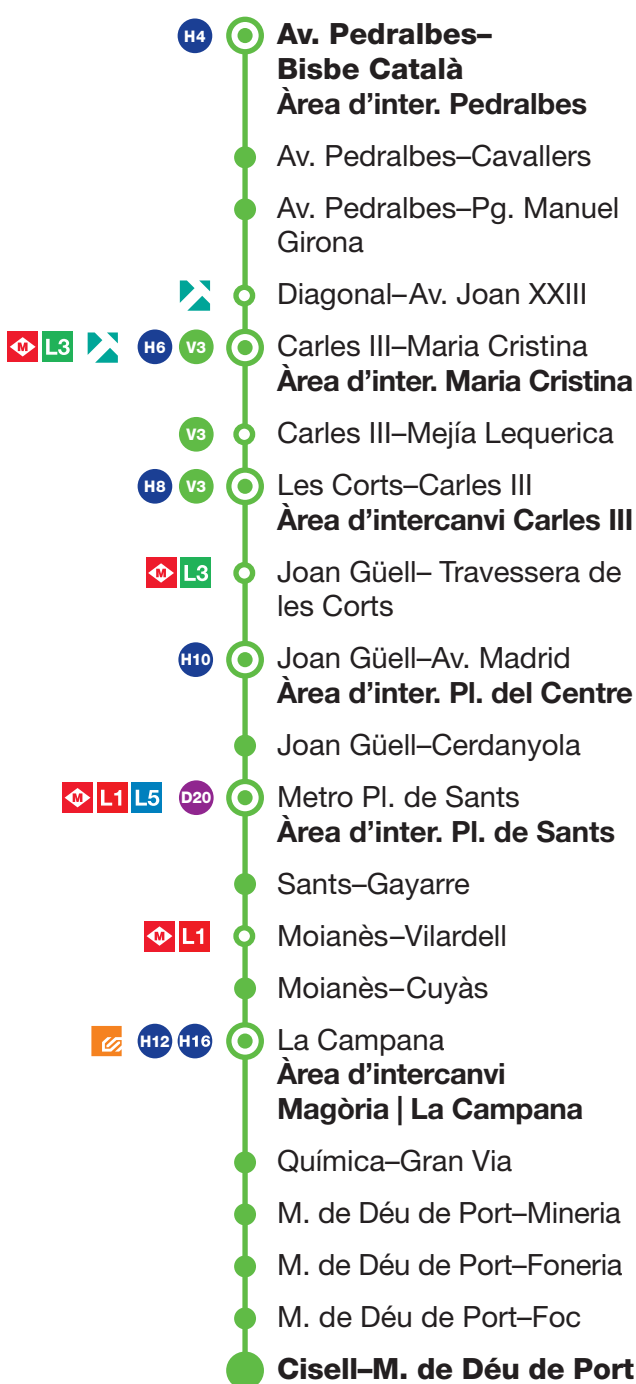 H4 Av. Pedralbes–
Bisbe Català
Àrea d’inter. Pedralbes
Av. Pedralbes–Cavallers
Av. Pedralbes–Pg. Manuel
Girona
Diagonal–Av. Joan XXIII
M L3 H6 V3 Carles III–Maria Cristina
Àrea d’inter. Maria Cristina
V3 Carles III–Mejía Lequerica
H8 V3 Les Corts–Carles III
Àrea d’intercanvi Carles III
M L3 Joan Güell– Travessera de
les Corts
H10 Joan Güell–Av. Madrid
Àrea d’inter. Pl. del Centre
Joan Güell–Cerdanyola
M L1 L5 D20 Metro Pl. de Sants
Àrea d’inter. Pl. de Sants
Sants–Gayarre
M L1 Moianès–Vilardell
Moianès–Cuyàs
H12 H16 La Campana
Àrea d’intercanvi
Magòria | La Campana
Química–Gran Via
M. de Déu de Port–Mineria
M. de Déu de Port–Foneria
M. de Déu de Port–Foc
Cisell–M. de Déu de Port